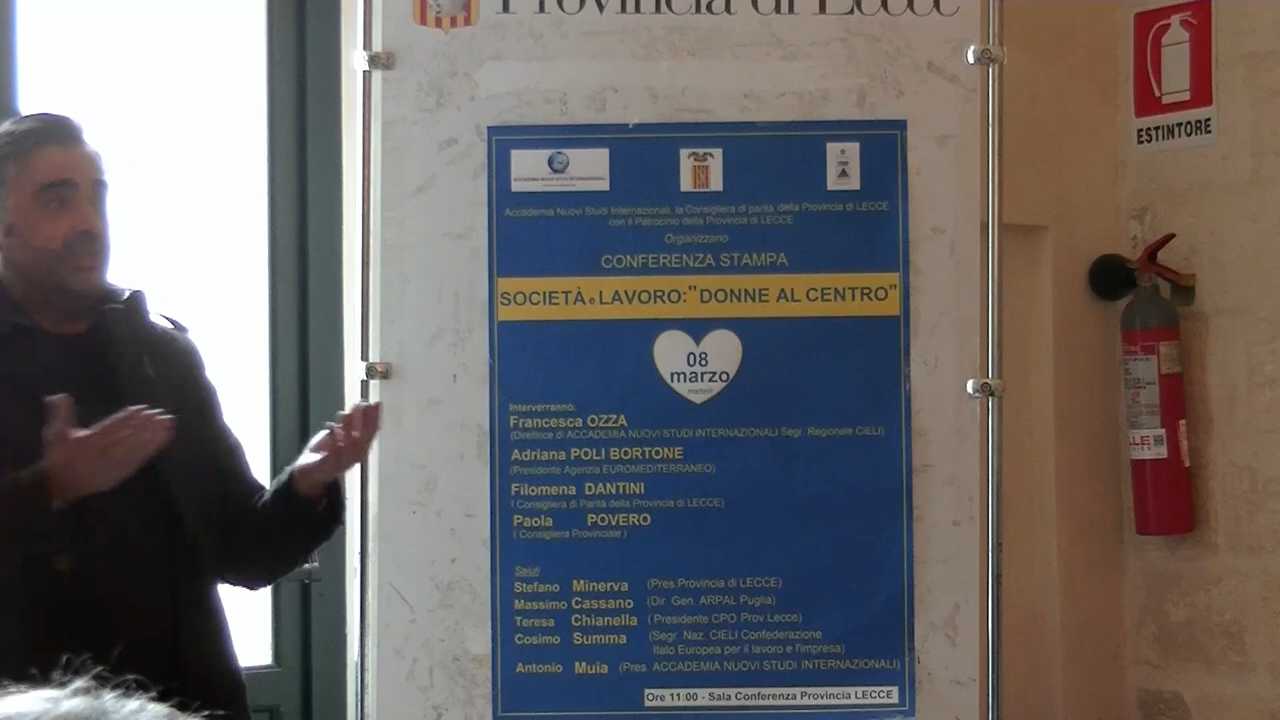 Provincia di Lecce
ESTINTORE
ACCADEMIA NUOVI STUDI INTERNAZIONALI
Accademia Nuovi Studi Internazionali, la Consigliera di parità della Provincia di LECCE
con il Patrocinio della Provincia di LECCE
Organizzano
CONFERENZA STAMPA
SOCIETÀ e LAVORO: "DONNE AL CENTRO"
08
marzo
Interverranno:
Francesca OZZA
(Direttrice di ACCADEMIA NUOVI STUDI INTERNAZIONALI Segr. Regionale CIELI)
Adriana POLI BORTONE
(Presidente Agenzia EUROMEDITERRANEO)
Filomena DANTINI
( Consigliera di Parità della Provincia di LECCE)
Paola POVERO
( Consigliera Provinciale )
Saluti
Stefano Minerva (Pres.Provincia di LECCE)
Massimo Cassano (Dir. Gen. ARPAL Puglia)
Teresa Chianella ( Presidente CPO Prov.Lecce)
Cosimo Summa (Segr. Naz. CIELI Confederazione
Italo Europea per il lavoro e l'impresa)
Antonio Muia (Pres. ACCADEMIA NUOVI STUDI INTERNAZIONALI)
Ore 11:00 - Sala Conferenza Provincia LECCE